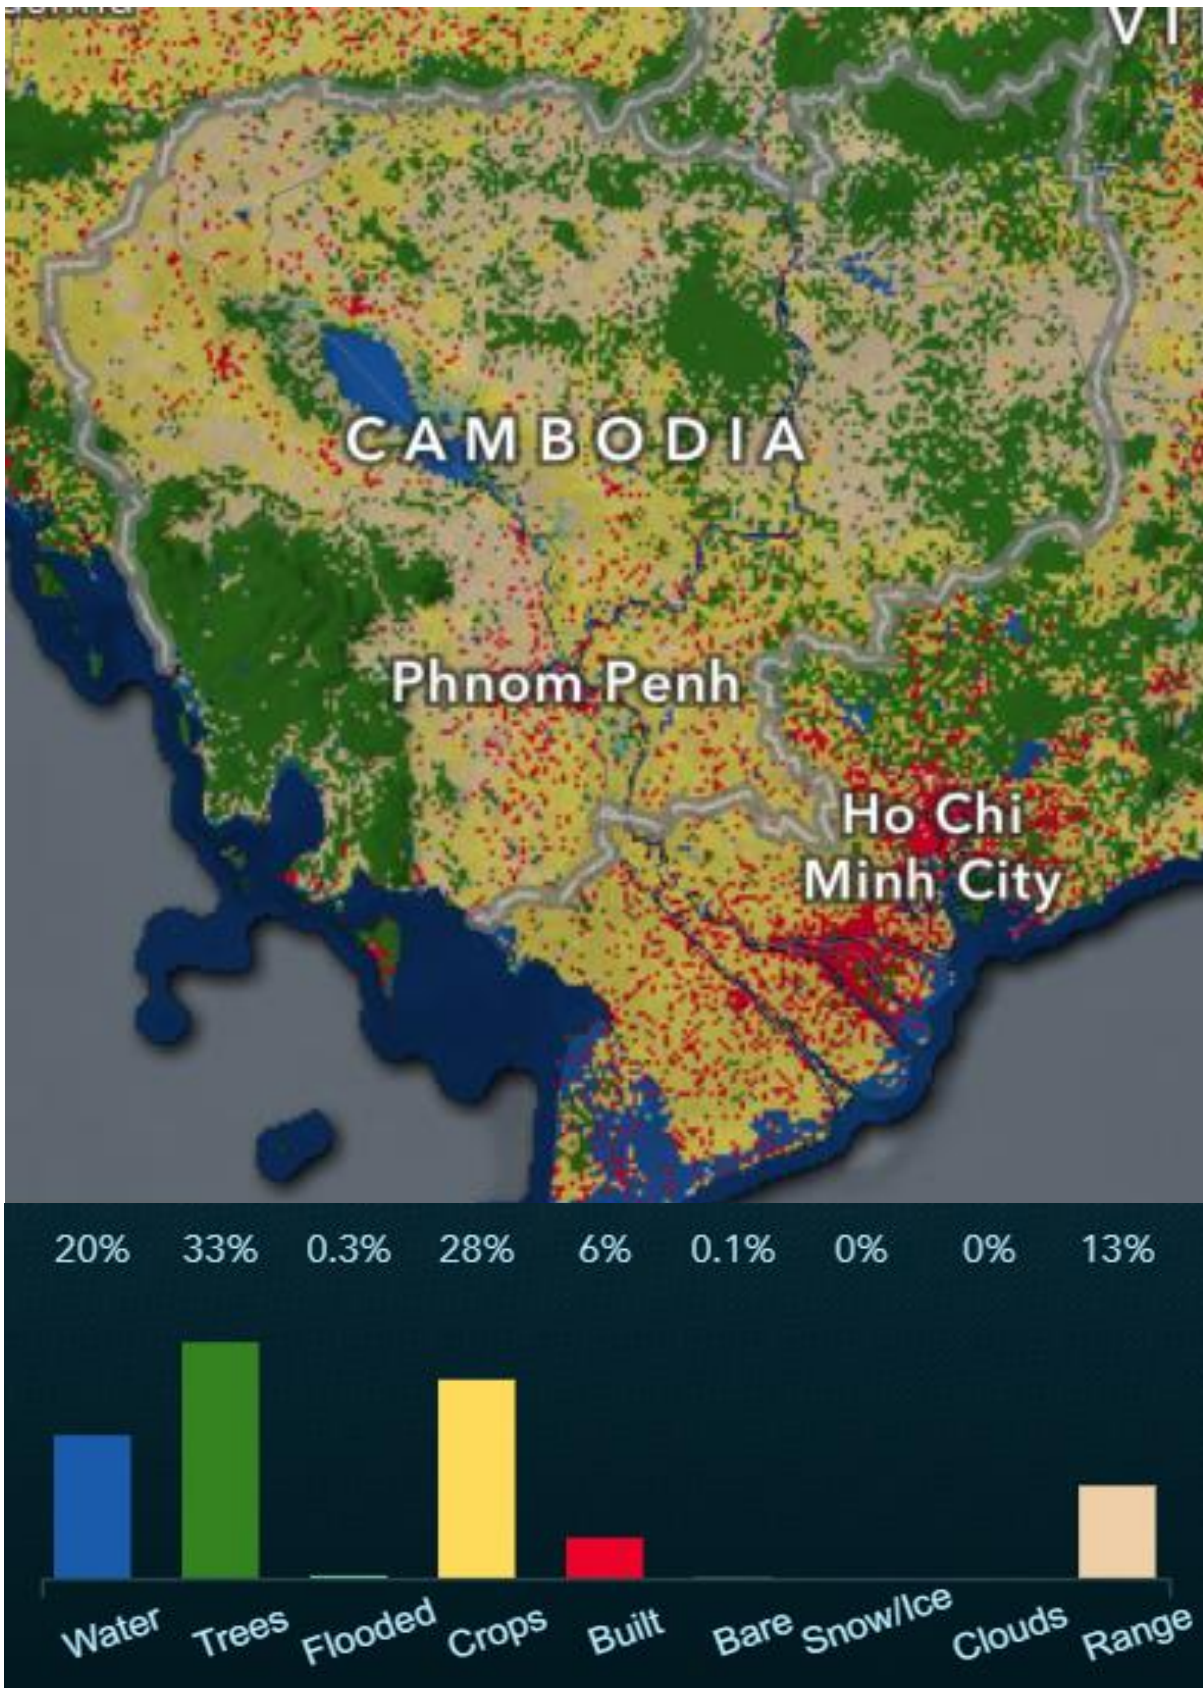 VI
CAMBODIA
Phnom Penh
Ho Chi
Minh City
20% 33% 0.3% 28% 6% 0.1% 0% 0% 13%
Water Trees Flooded Crops Built Bare Snow/Ice Clouds Range